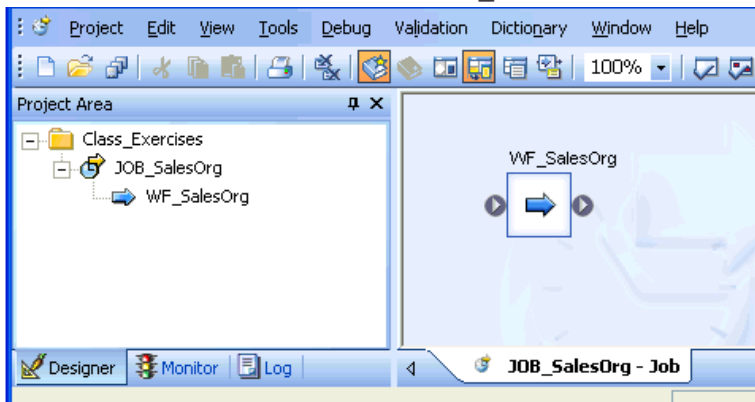 Project Edit View Tools Debug Validation Dictionary Window Help
100%
Project Area
Class_Exercises
JOB_SalesOrg
WF_SalesOrg
WF_SalesOrg
Designer Monitor Log
JOB_SalesOrg - Job